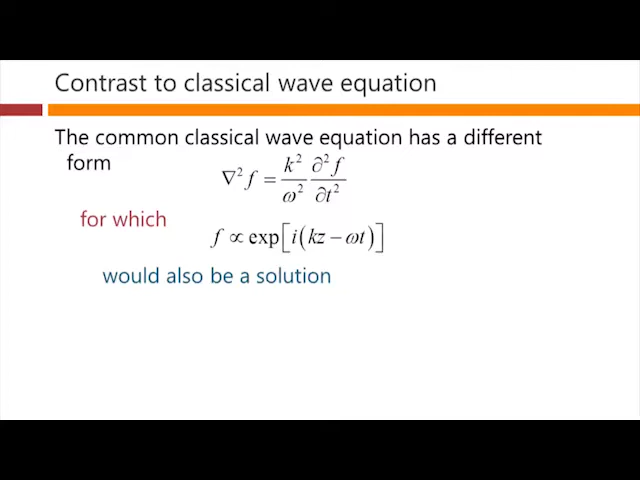 Contrast to classical wave equation
The common classical wave equation has a different
form
∇²f = k²/ω² ∂²f/∂t²
for which
f ∝ exp[i(kz − ωt)]
would also be a solution